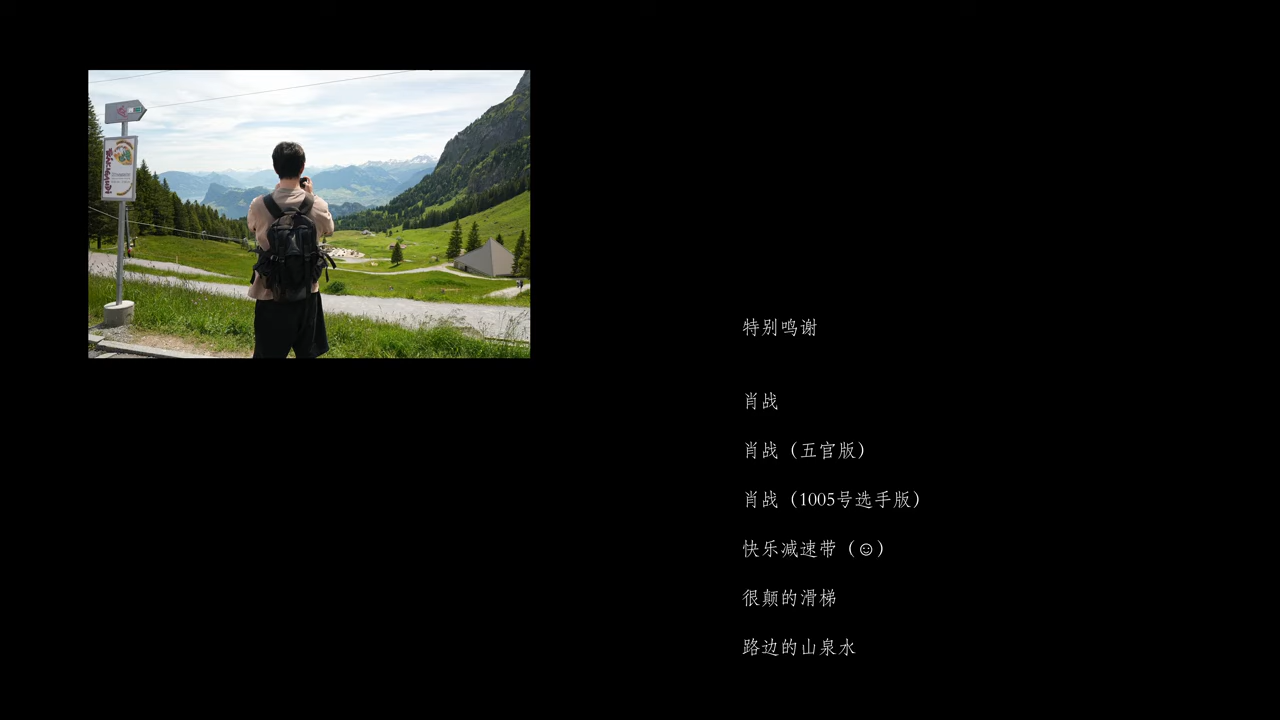 特别鸣谢
肖战
肖战（五官版）
肖战（1005号选手版）
快乐减速带（☺）
很颠的滑梯
路边的山泉水